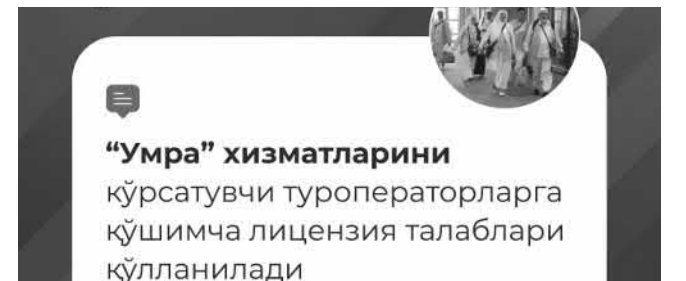 “Умра” хизматларини
кўрсатувчи туроператорларга
қўшимча лицензия талаблари
қўлланилади